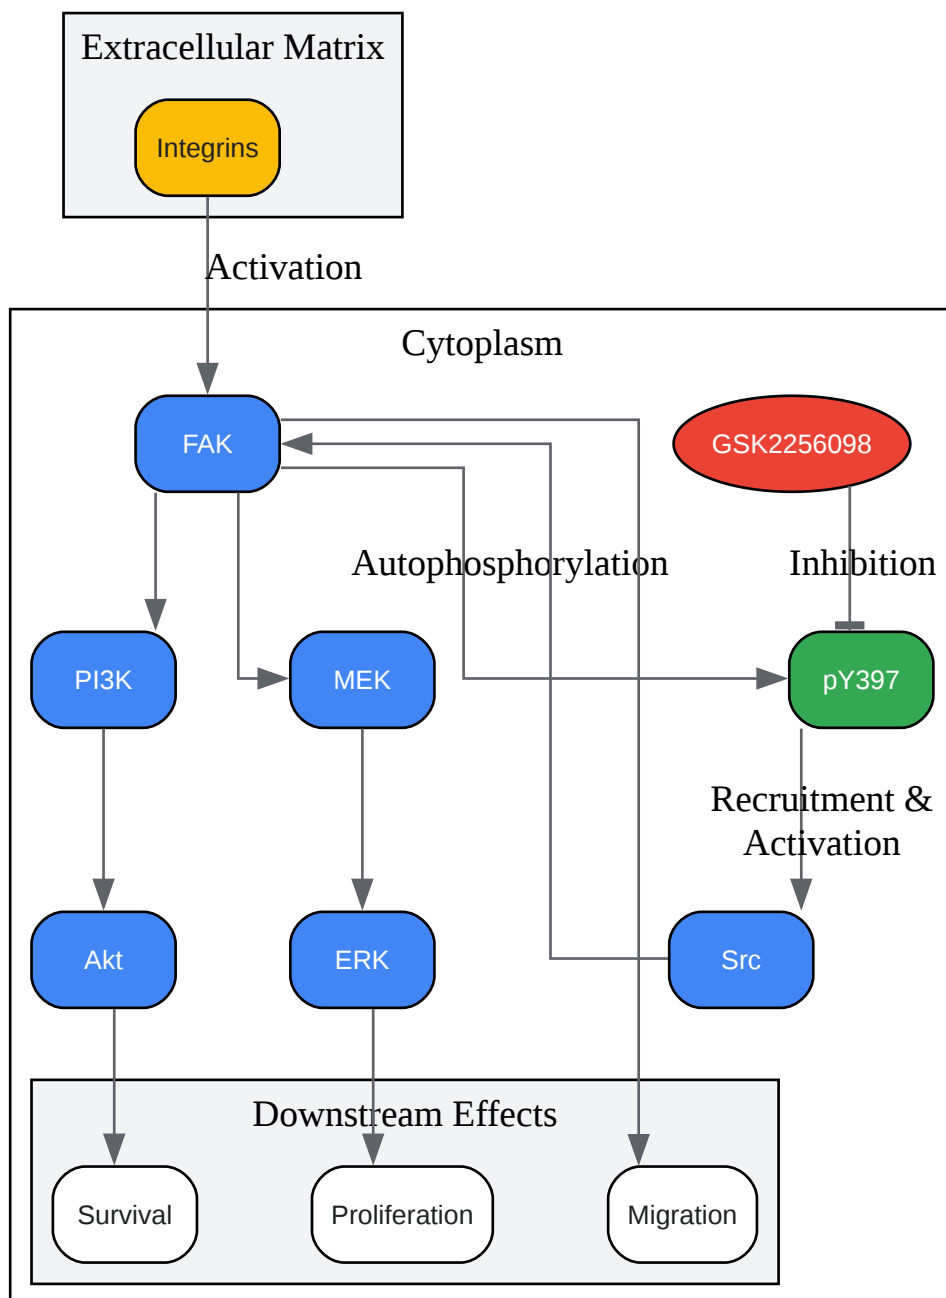 Extracellular Matrix
Integrins
Activation
Cytoplasm
FAK
GSK2256098
Autophosphorylation
Inhibition
PI3K
MEK
pY397
Recruitment &
Activation
Akt
ERK
Src
Downstream Effects
Survival
Proliferation
Migration